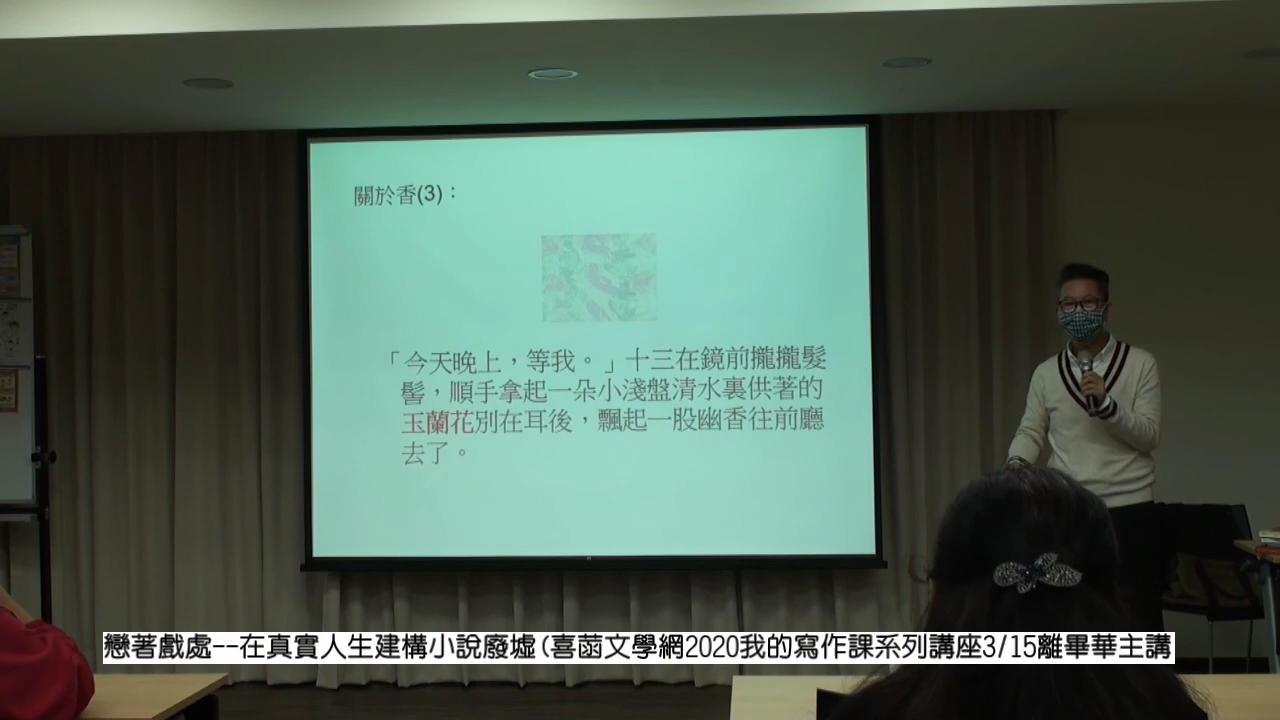 關於香(3)：
「今天晚上，等我。」十三在鏡前攏攏髮
髻，順手拿起一朵小淺盤清水裏供著的
玉蘭花別在耳後，飄起一股幽香往前廳
去了。
戀著戲處--在真實人生建構小說廢墟(喜菡文學網2020我的寫作課系列講座3/15離畢華主講